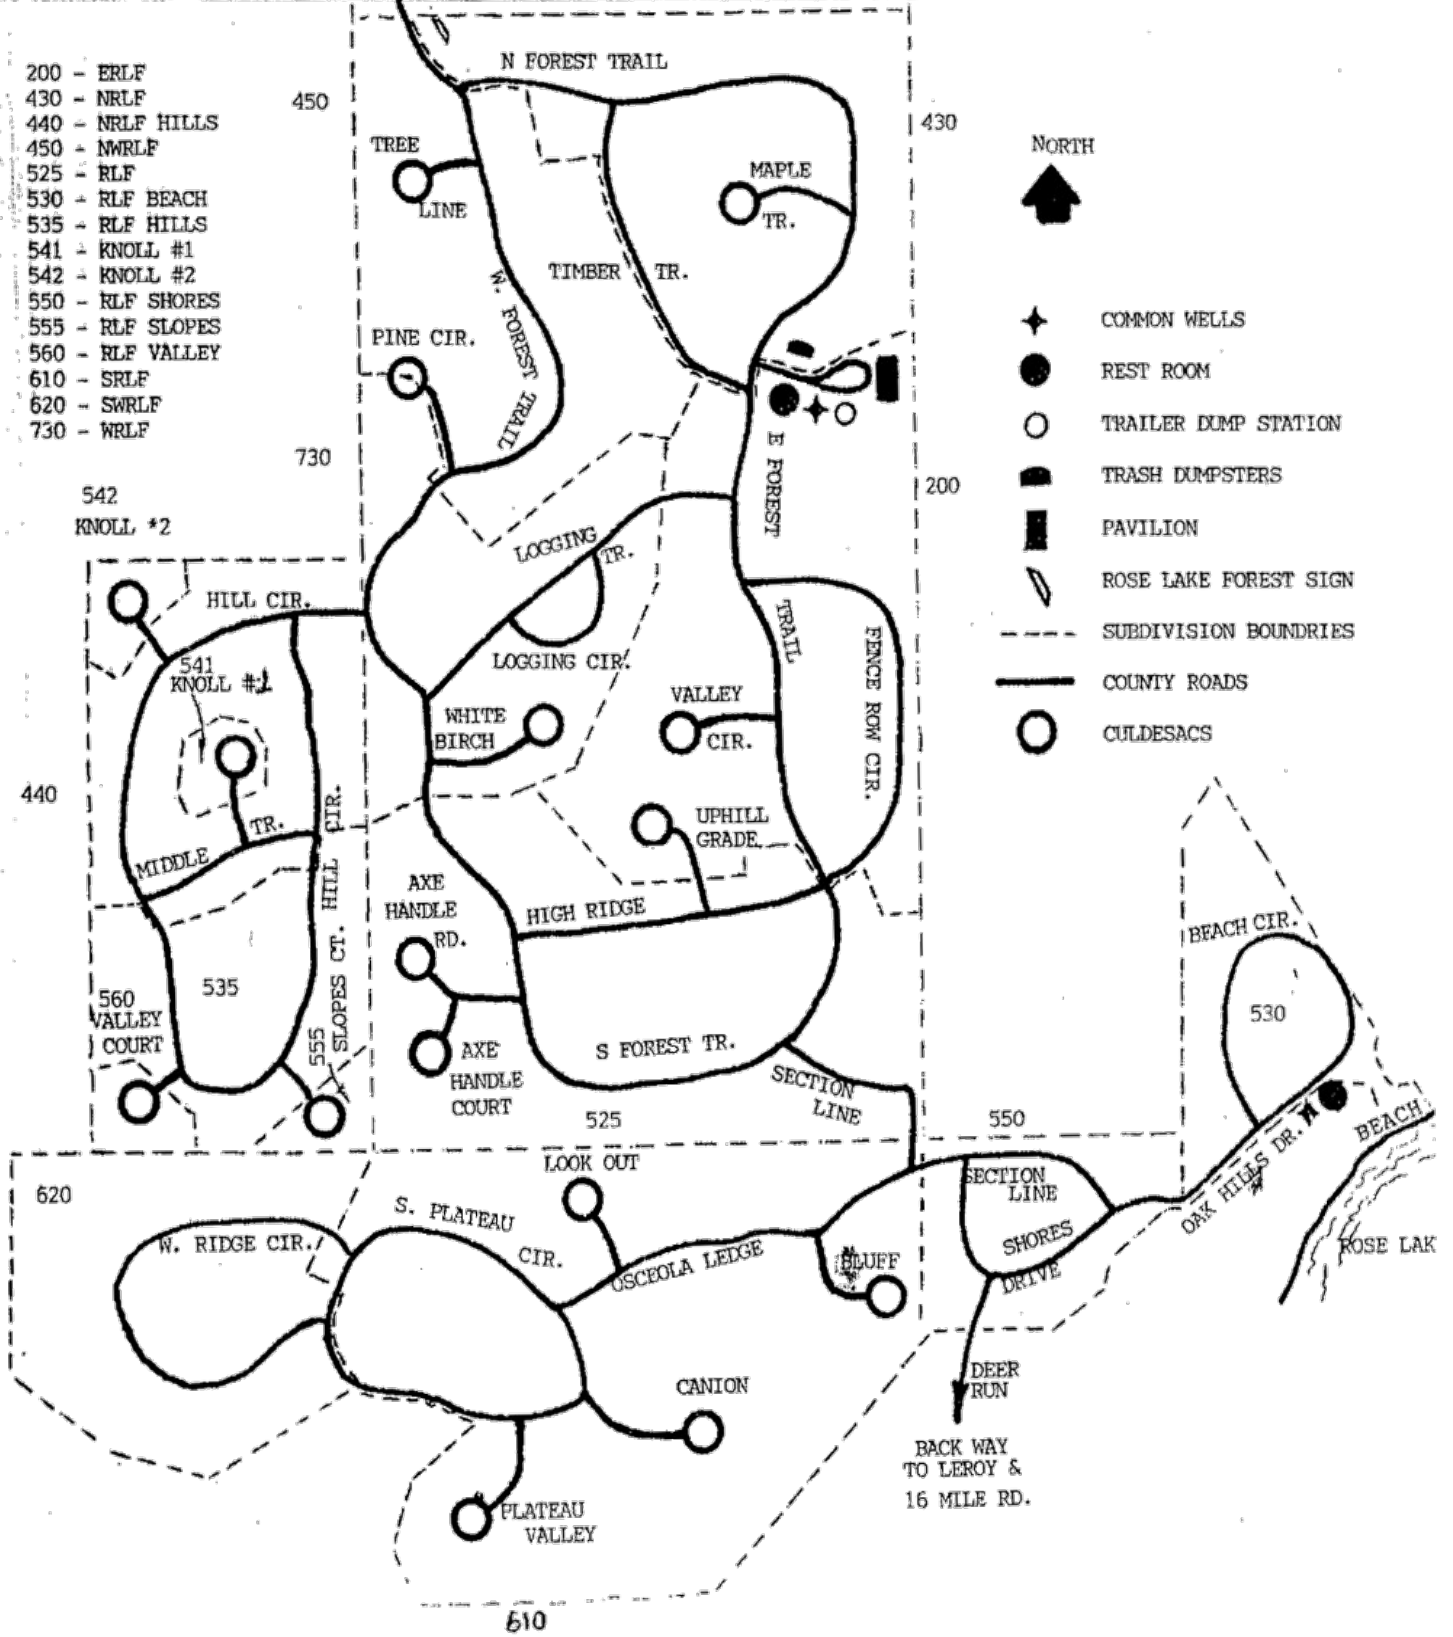 200 - ERLF
430 - NRLF
440 - NRLF HILLS
450 - NWRLF
525 - RLF
530 - RLF BEACH
535 - RLF HILLS
541 - KNOLL #1
542 - KNOLL #2
550 - RLF SHORES
555 - RLF SLOPES
560 - RLF VALLEY
610 - SRLF
620 - SWRLF
730 - WRLF
N FOREST TRAIL
450
430
TREE
LINE
MAPLE
TR.
TIMBER TR.
W. FOREST TRAIL
PINE CIR.
730
E FOREST
TRAIL
200
NORTH
COMMON WELLS
REST ROOM
TRAILER DUMP STATION
TRASH DUMPSTERS
PAVILION
ROSE LAKE FOREST SIGN
SUBDIVISION BOUNDRIES
COUNTY ROADS
CULDESACS
542
KNOLL *2
HILL CIR.
541
KNOLL #1
440
MIDDLE TR.
HILL CIR.
LOGGING TR.
LOGGING CIR.
WHITE
BIRCH
VALLEY
CIR.
FENCE ROW CIR.
UPHILL
GRADE
AXE
HANDLE
RD.
HIGH RIDGE
535
560
VALLEY
COURT
555
SLOPES CT.
AXE
HANDLE
COURT
S FOREST TR.
SECTION
LINE
525
BEACH CIR.
530
550
BEACH
OAK HILLS DR.
ROSE LAK
620
LOOK OUT
S. PLATEAU
CIR.
W. RIDGE CIR.
OSCEOLA LEDGE
BLUFF
SECTION
LINE
SHORES
DRIVE
CANION
DEER
RUN
BACK WAY
TO LEROY &
16 MILE RD.
PLATEAU
VALLEY
610